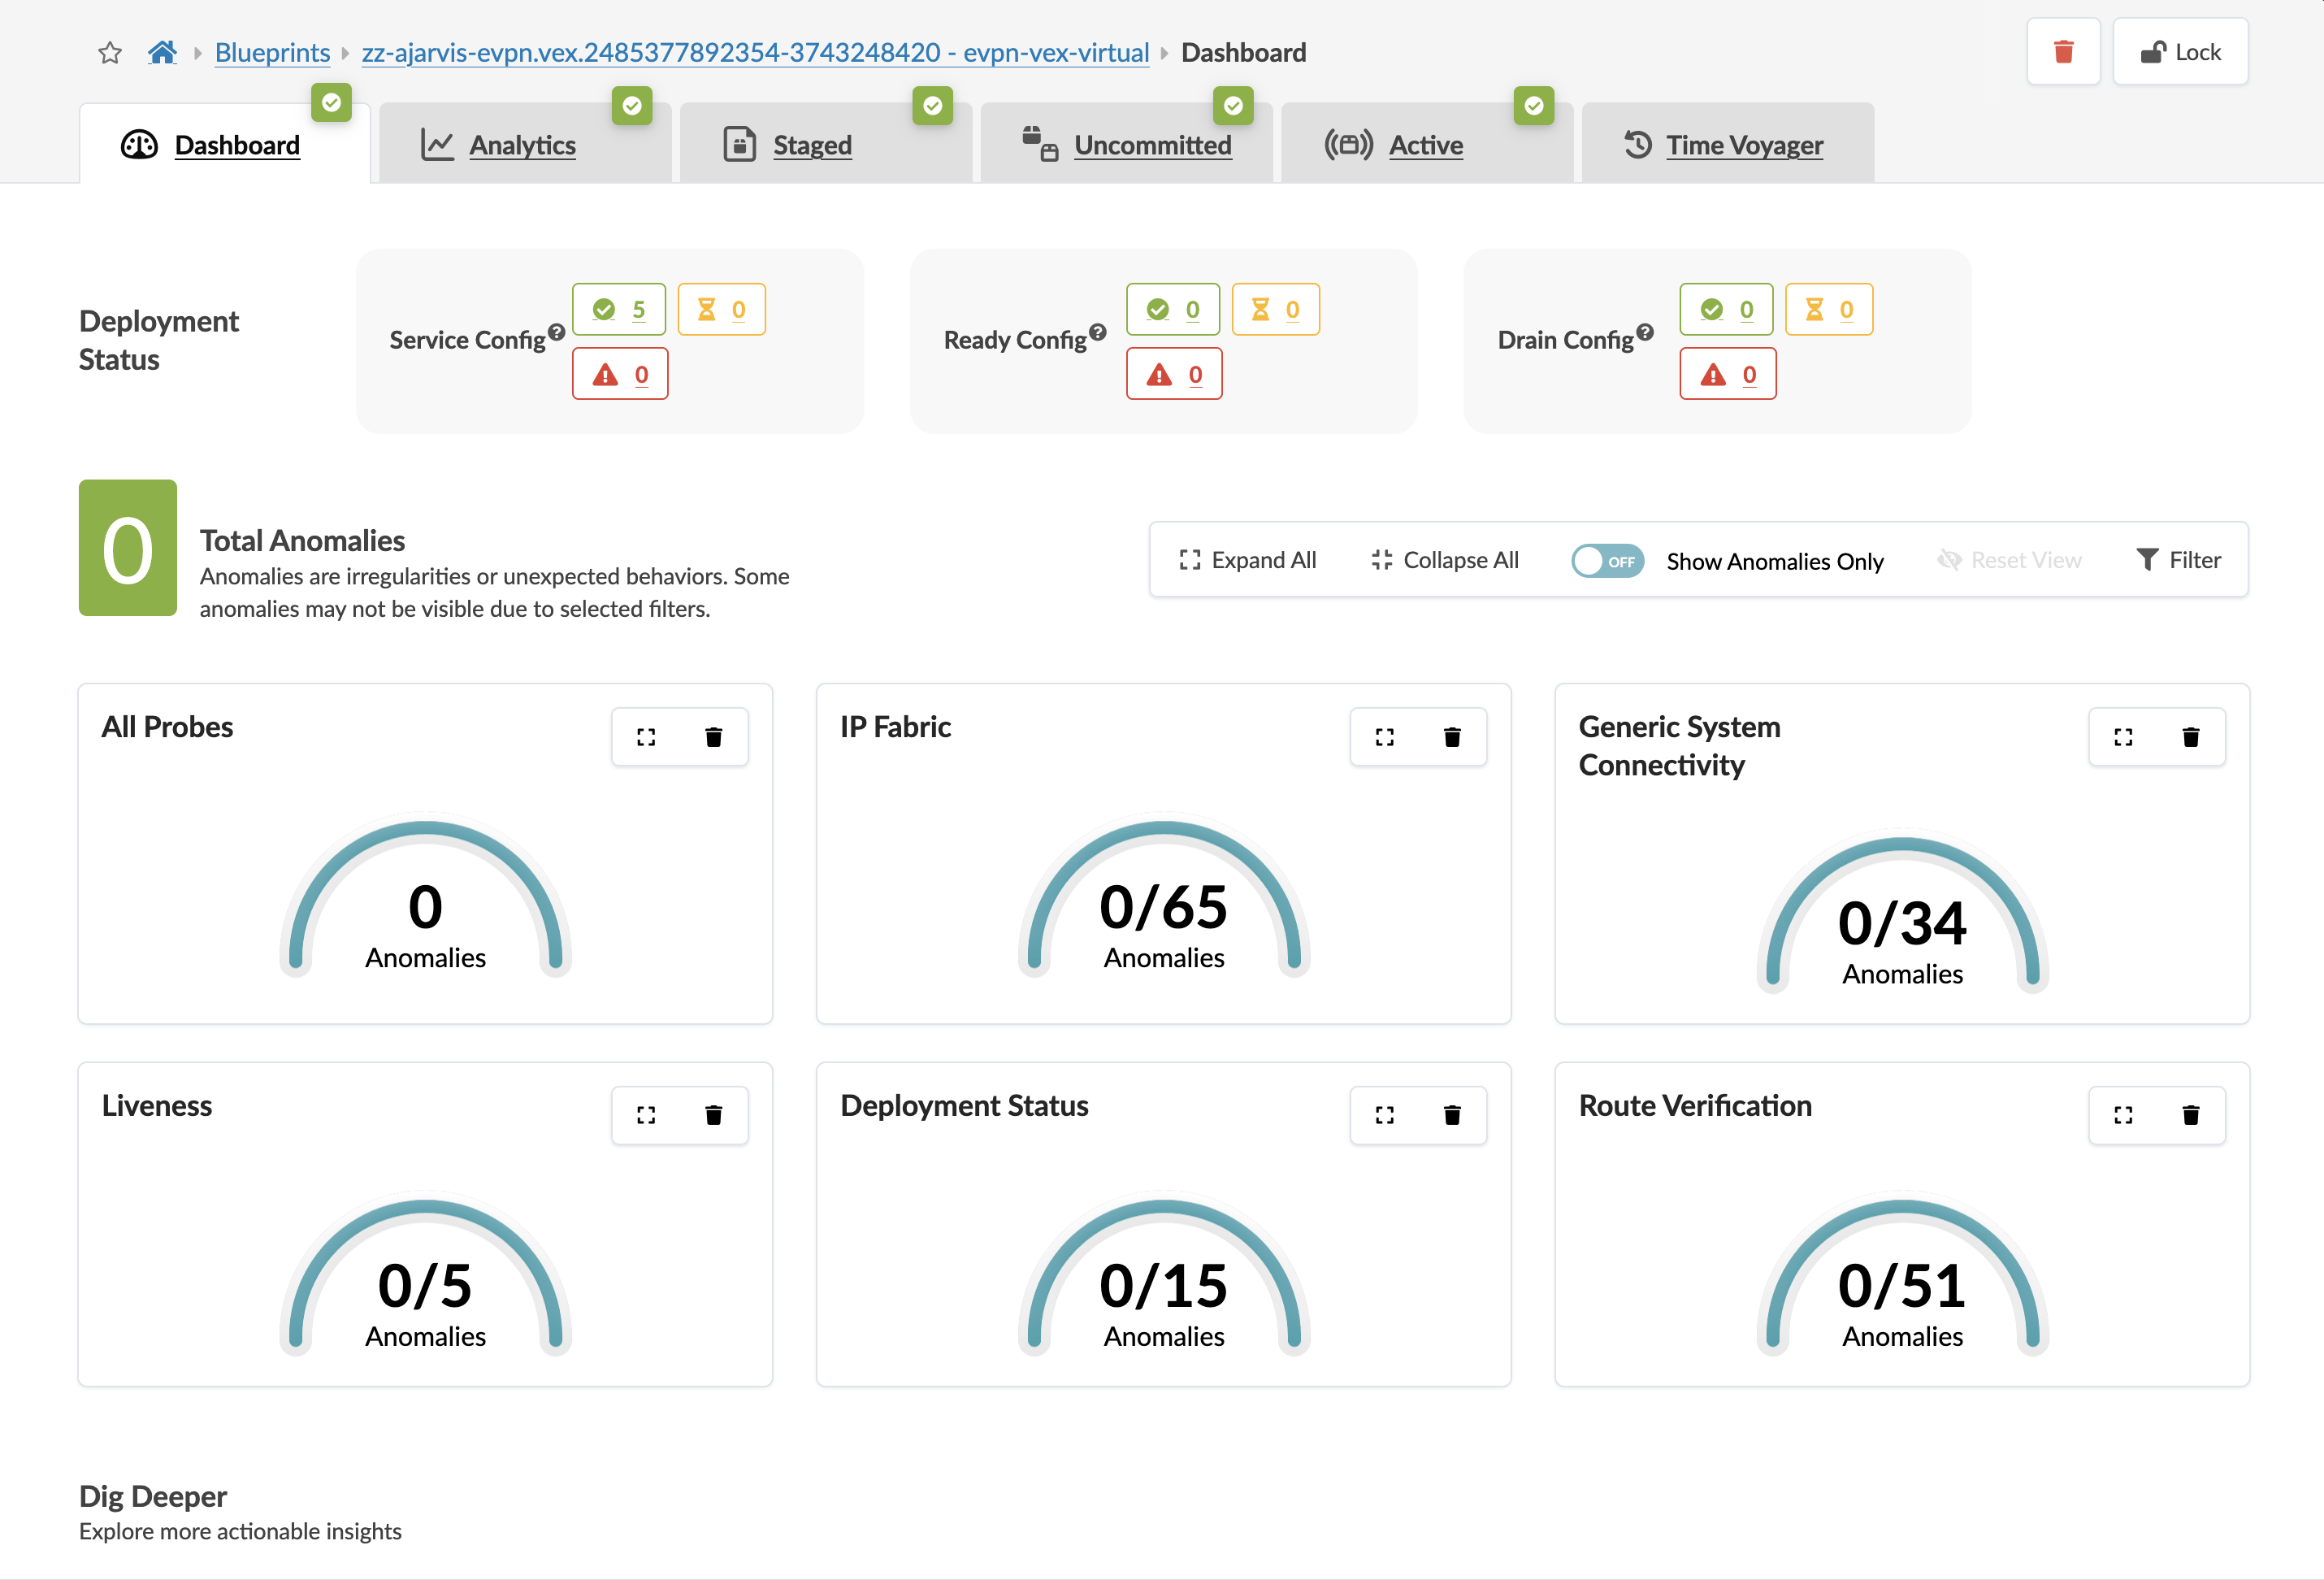 Blueprints zz-ajarvis-evpn.vex.2485377892354-3743248420 - evpn-vex-virtual Dashboard
Lock
Dashboard
Analytics
Staged
Uncommitted
Active
Time Voyager
Deployment
Status
Service Config
5
0
0
Ready Config
0
0
0
Drain Config
0
0
0
0
Total Anomalies
Anomalies are irregularities or unexpected behaviors. Some
anomalies may not be visible due to selected filters.
Expand All
Collapse All
OFF
Show Anomalies Only
Reset View
Filter
All Probes
0
Anomalies
IP Fabric
0/65
Anomalies
Generic System
Connectivity
0/34
Anomalies
Liveness
0/5
Anomalies
Deployment Status
0/15
Anomalies
Route Verification
0/51
Anomalies
Dig Deeper
Explore more actionable insights